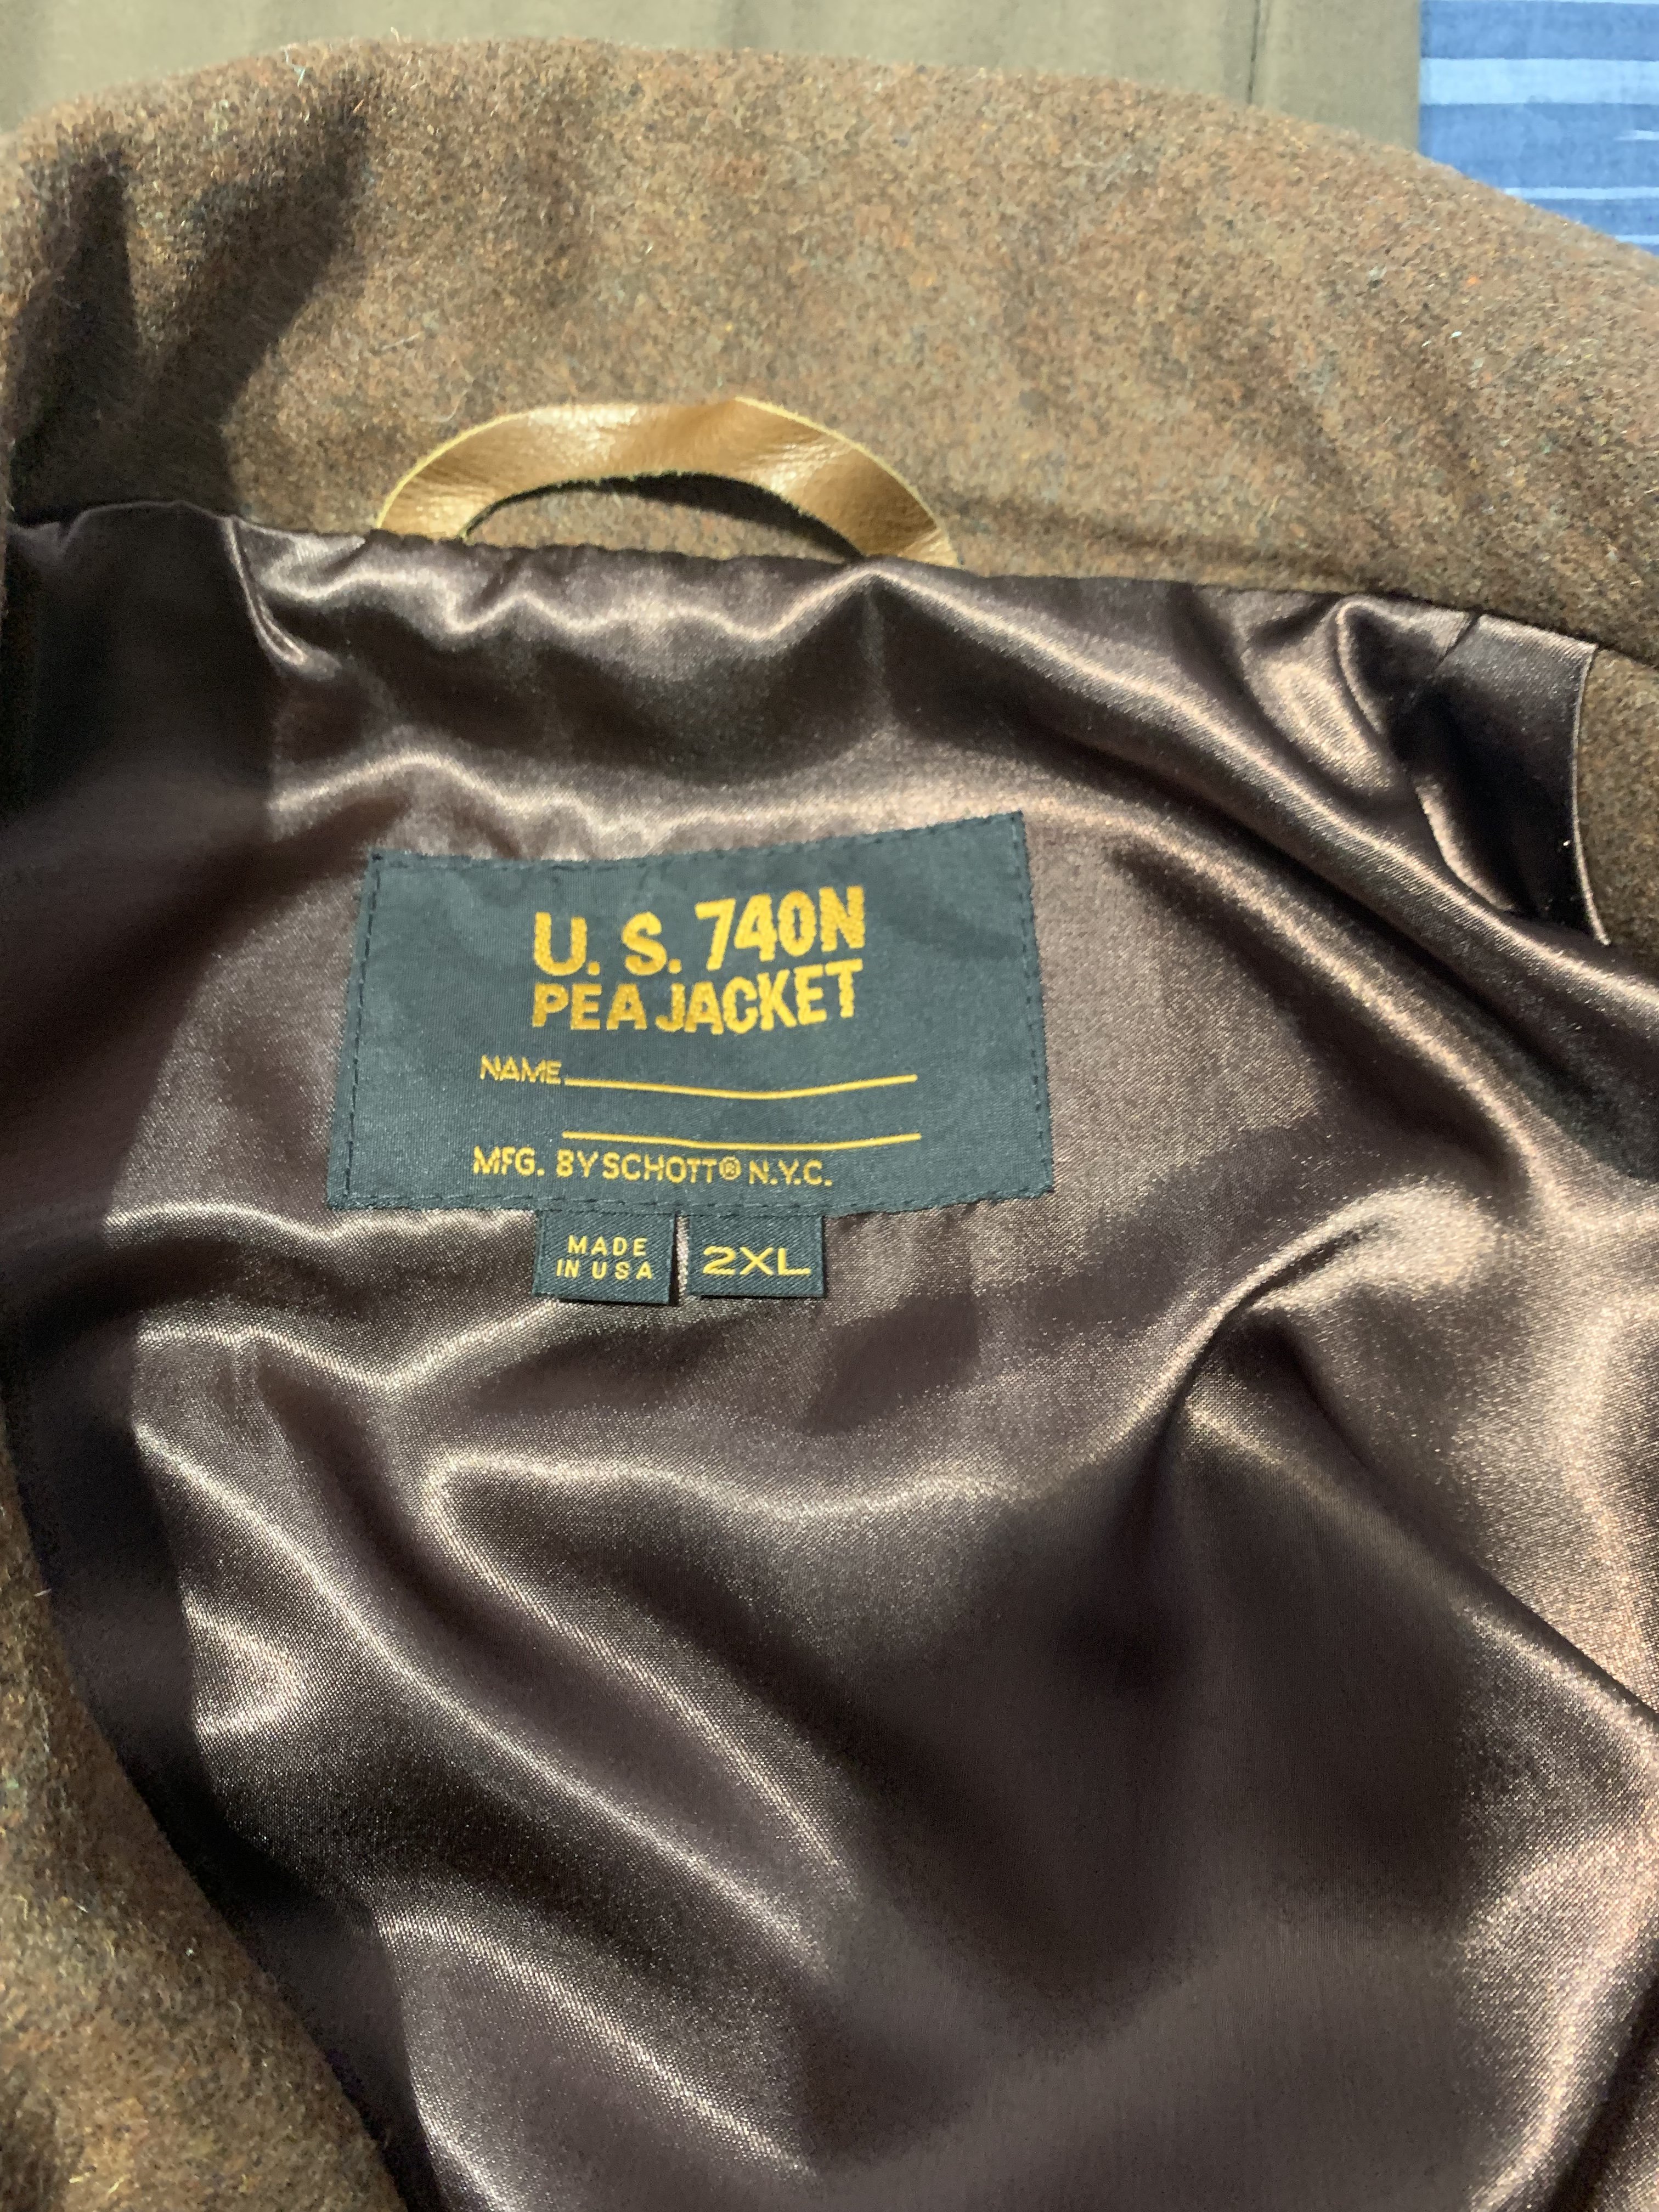 U. S. 740N
PEA JACKET
NAME
MFG. BY SCHOTT® N.Y.C.
MADE
IN USA
2XL